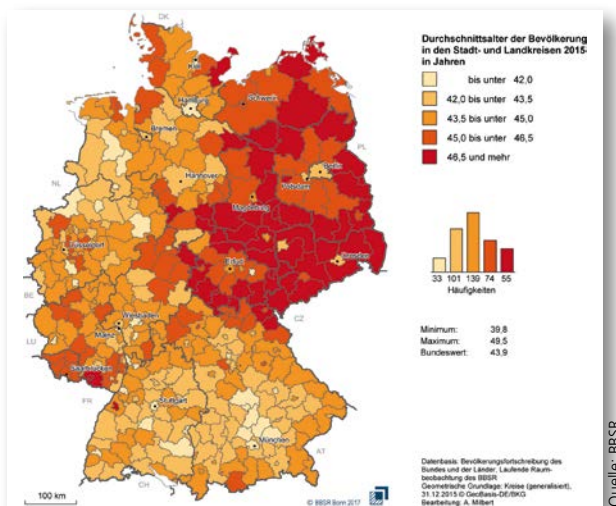 DK
Kiel
Hamburg
Schwerin
Bremen
PL
Berlin
NL
Hannover
Potsdam
Magdeburg
Düsseldorf
Erfurt
Dresden
BE
Wiesbaden
Mainz
CZ
LU
Saarbrücken
FR
Stuttgart
München
AT
CH
100 km
© BBSR Bonn 2017
Durchschnittsalter der Bevölkerung
in den Stadt- und Landkreisen 2015
in Jahren
bis unter 42,0
42,0 bis unter 43,5
43,5 bis unter 45,0
45,0 bis unter 46,5
46,5 und mehr
33 101 139 74 55
Häufigkeiten
Minimum: 39,8
Maximum: 49,5
Bundeswert: 43,9
Datenbasis: Bevölkerungsfortschreibung des
Bundes und der Länder, Laufende Raum-
beobachtung des BBSR
Geometrische Grundlage: Kreise (generalisiert),
31.12.2015 © GeoBasis-DE/BKG
Bearbeitung: A. Milbert
Quelle: BBSR